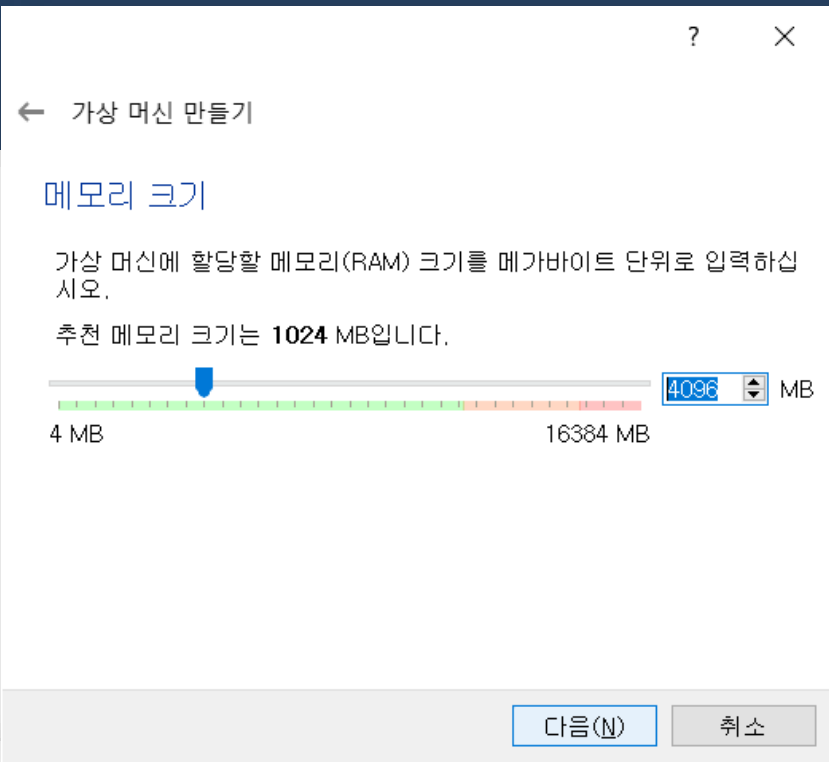 ?
← 가상 머신 만들기
메모리 크기
가상 머신에 할당할 메모리(RAM) 크기를 메가바이트 단위로 입력하십
시오.
추천 메모리 크기는 1024 MB입니다.
4096 MB
4 MB 16384 MB
다음(N) 취소